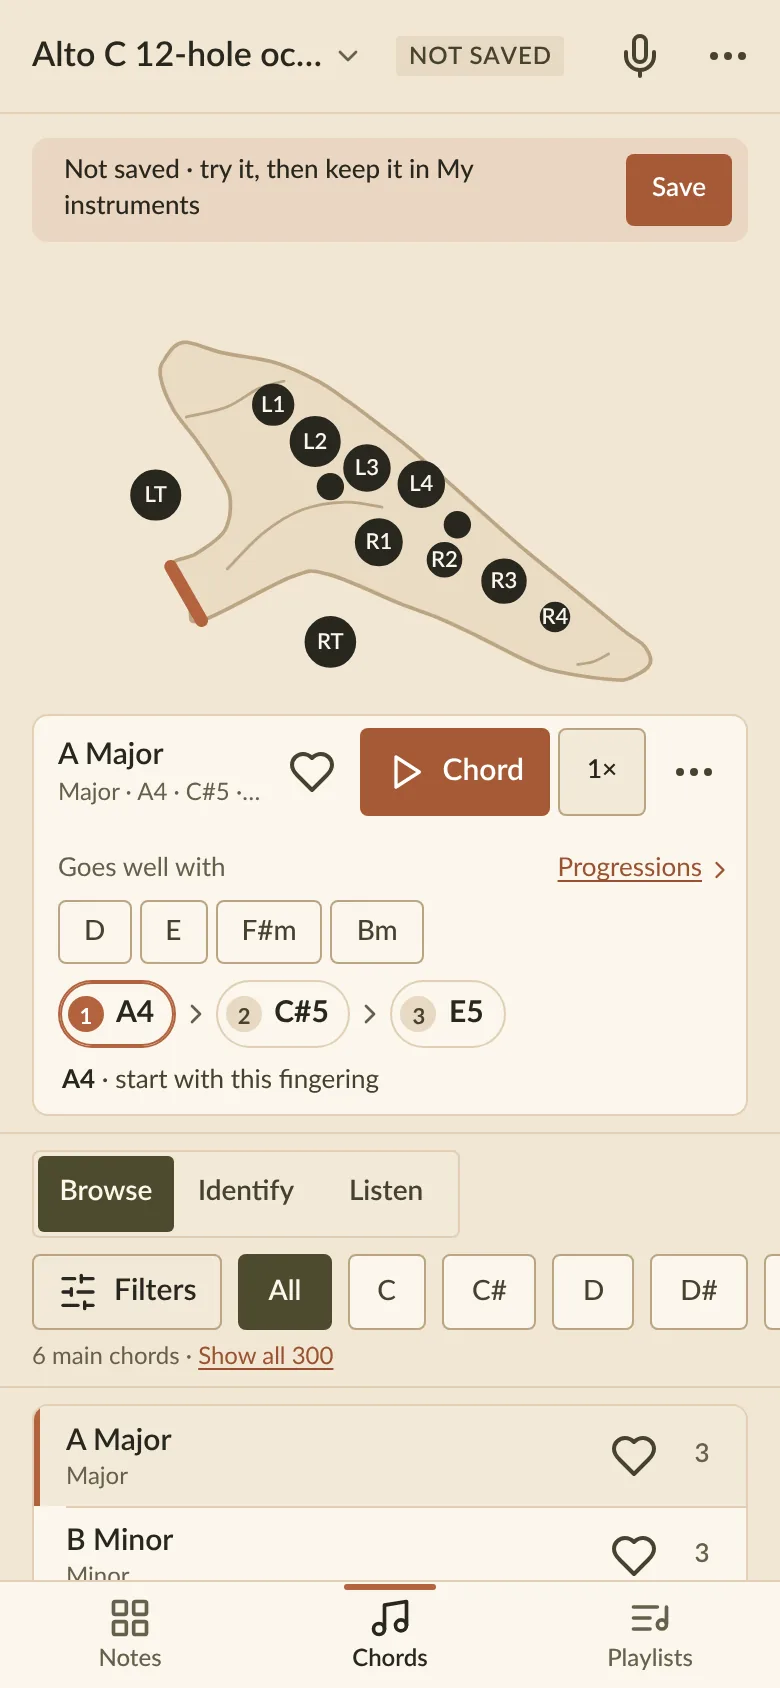 Alto C 12-hole oc...
NOT SAVED
Not saved · try it, then keep it in My
instruments
Save
L1
L2
L3
L4
LT
R1
R2
R3
R4
RT
A Major
Major · A4 · C#5 ·...
Chord
1×
Goes well with
Progressions
D
E
F#m
Bm
1 A4
2 C#5
3 E5
A4 · start with this fingering
Browse
Identify
Listen
Filters
All
C
C#
D
D#
6 main chords · Show all 300
A Major
Major
3
B Minor
Minor
3
Notes
Chords
Playlists